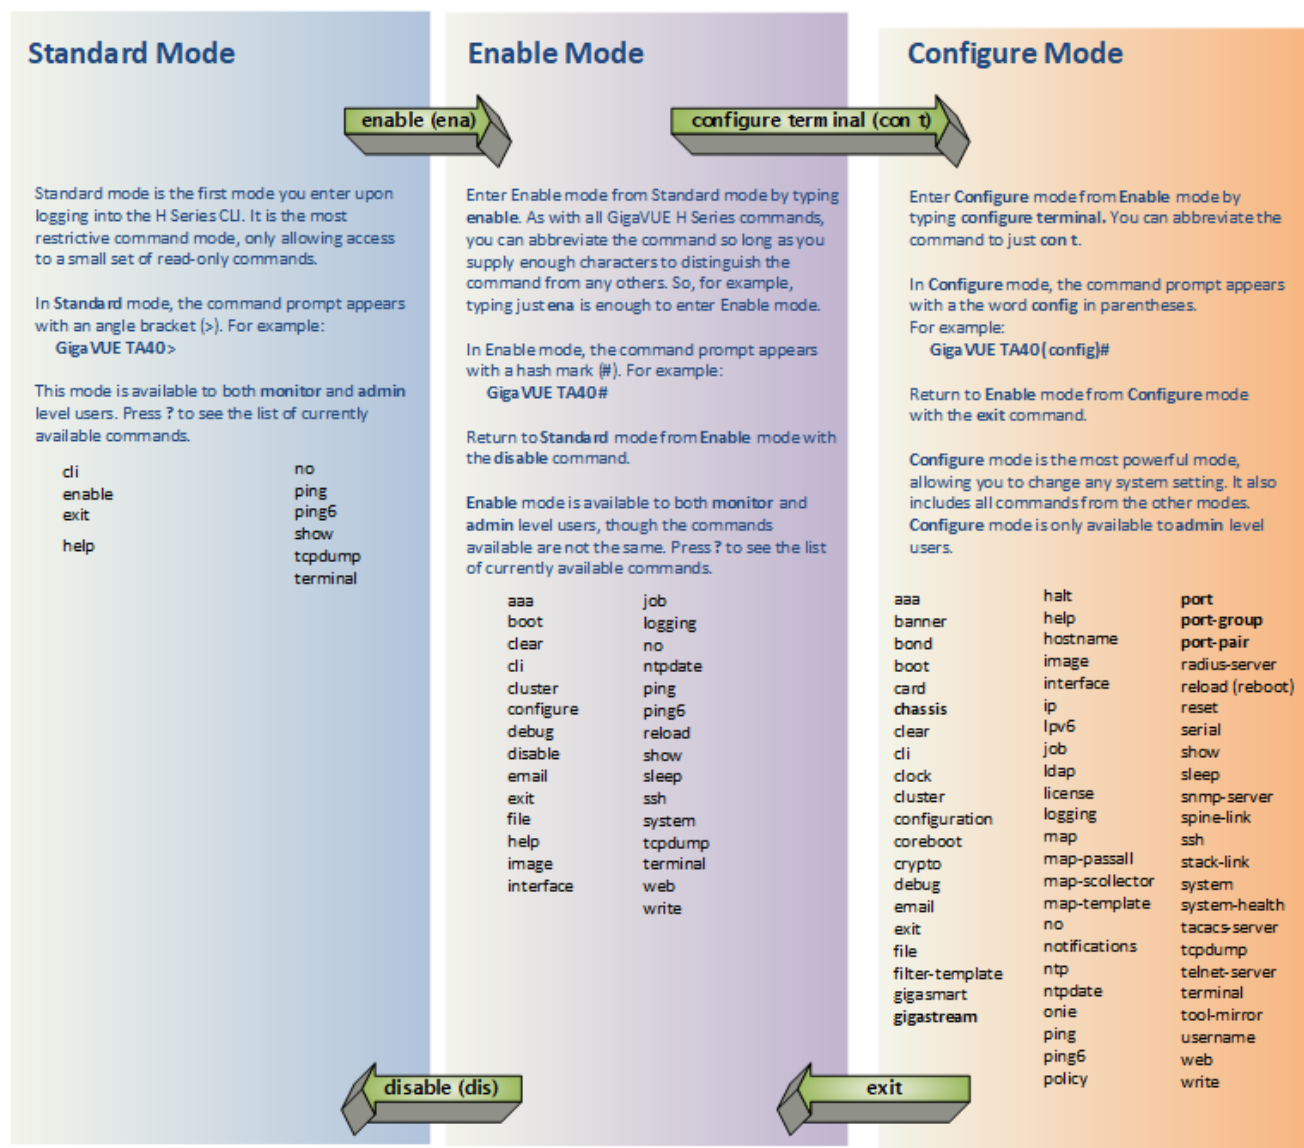 Standard Mode
enable (ena)
Standard mode is the first mode you enter upon
logging into the H Series CLI. It is the most
restrictive command mode, only allowing access
to a small set of read-only commands.
In Standard mode, the command prompt appears
with an angle bracket (>). For example:
GigaVUE TA40>
This mode is available to both monitor and admin
level users. Press ? to see the list of currently
available commands.
cli
enable
exit
help
no
ping
ping6
show
tcpdump
terminal
disable (dis)
Enable Mode
configure terminal (con t)
Enter Enable mode from Standard mode by typing
enable. As with all GigaVUE H Series commands,
you can abbreviate the command so long as you
supply enough characters to distinguish the
command from any others. So, for example,
typing just ena is enough to enter Enable mode.
In Enable mode, the command prompt appears
with a hash mark (#). For example:
GigaVUE TA40#
Return to Standard mode from Enable mode with
the disable command.
Enable mode is available to both monitor and
admin level users, though the commands
available are not the same. Press ? to see the list
of currently available commands.
aaa
boot
clear
cli
cluster
configure
debug
disable
email
exit
file
help
image
interface
job
logging
no
ntpdate
ping
ping6
reload
show
sleep
ssh
system
tcpdump
terminal
web
write
exit
Configure Mode
Enter Configure mode from Enable mode by
typing configure terminal. You can abbreviate the
command to just con t.
In Configure mode, the command prompt appears
with a the word config in parentheses.
For example:
GigaVUE TA40(config)#
Return to Enable mode from Configure mode
with the exit command.
Configure mode is the most powerful mode,
allowing you to change any system setting. It also
includes all commands from the other modes.
Configure mode is only available to admin level
users.
aaa
banner
bond
boot
card
chassis
clear
cli
clock
cluster
configuration
coreboot
crypto
debug
email
exit
file
filter-template
gigasmart
gigastream
halt
help
hostname
image
interface
ip
Ipv6
job
ldap
license
logging
map
map-passall
map-scollector
map-template
no
notifications
ntp
ntpdate
onie
ping
ping6
policy
port
port-group
port-pair
radius-server
reload (reboot)
reset
serial
show
sleep
snmp-server
spine-link
ssh
stack-link
system
system-health
tacacs-server
tcpdump
telnet-server
terminal
tool-mirror
username
web
write